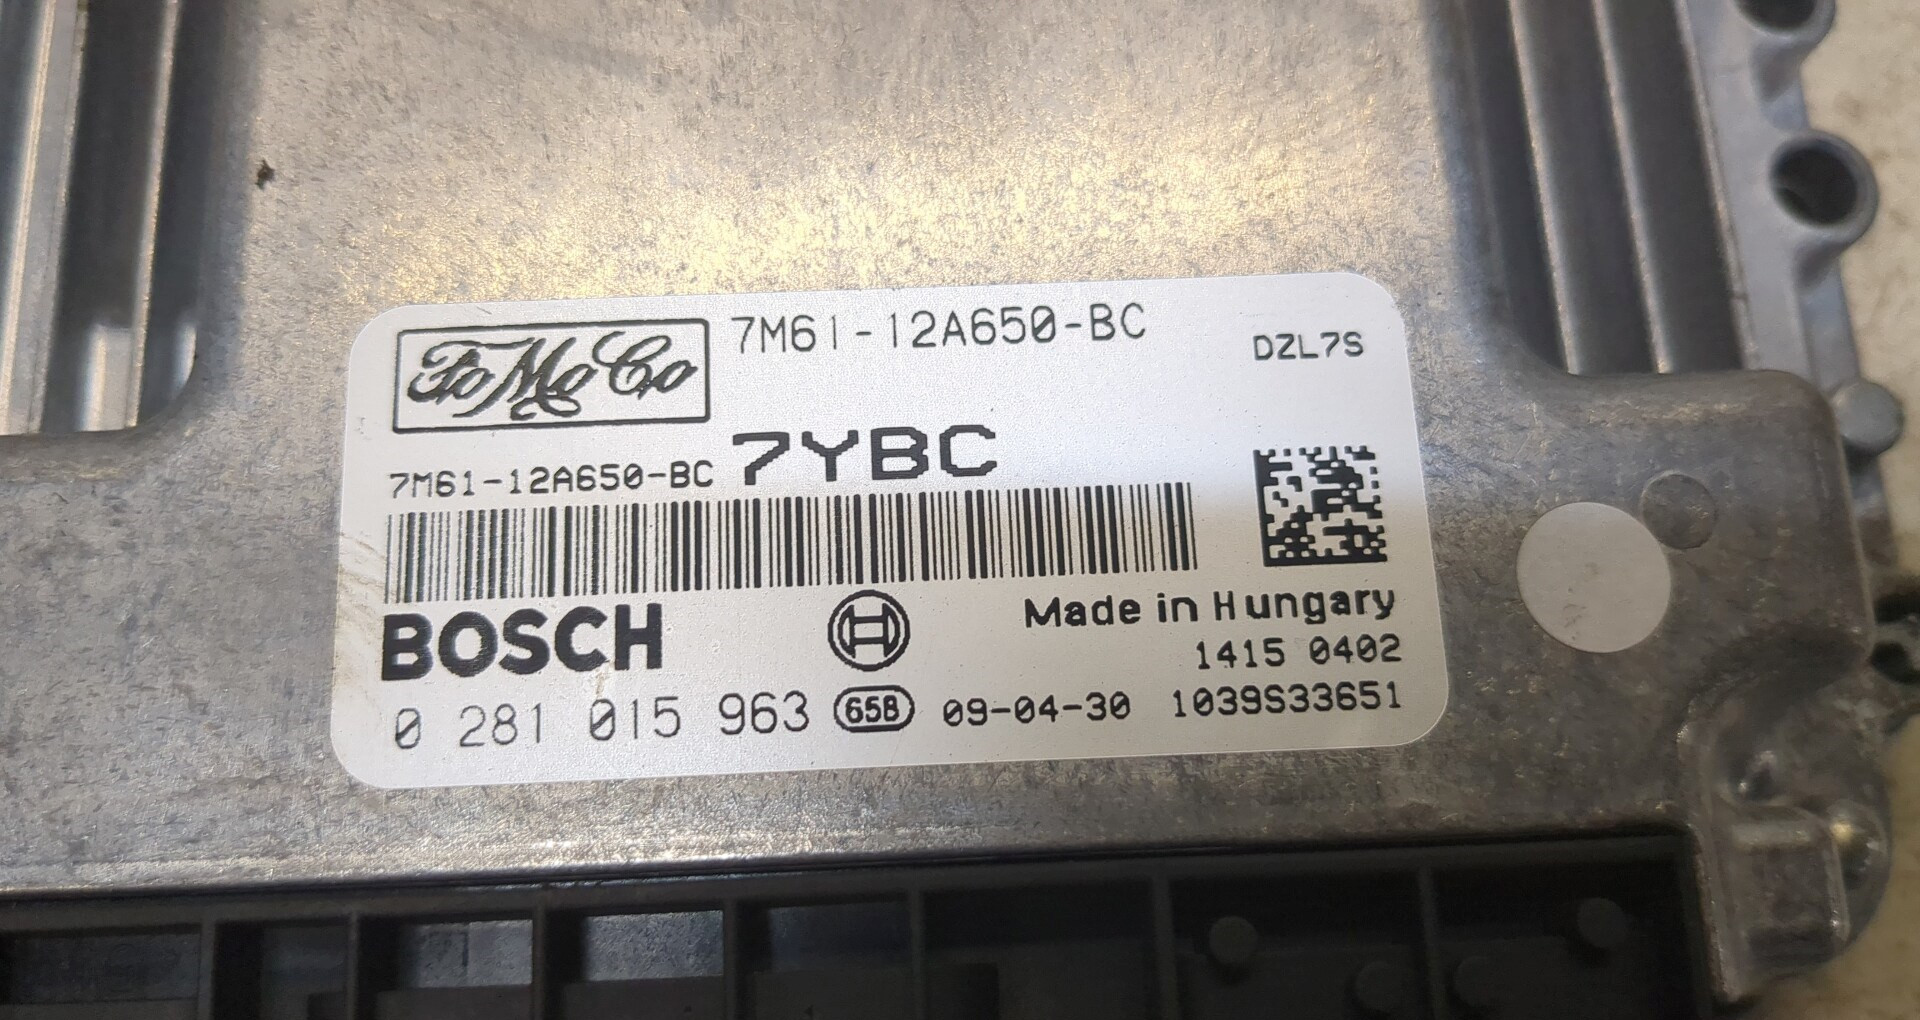 FoMoCo 7M61-12A650-BC DZL7S
7M61-12A650-BC 7YBC
BOSCH Made in Hungary
1415 0402
0 281 015 963 65B 09-04-30 1039S33651